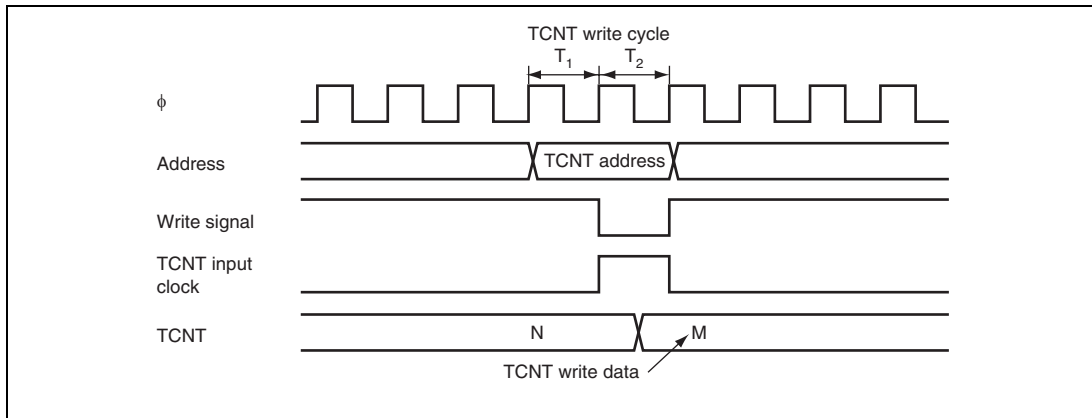 TCNT write cycle
T1 T2
ϕ
Address
TCNT address
Write signal
TCNT input
clock
TCNT
N
M
TCNT write data